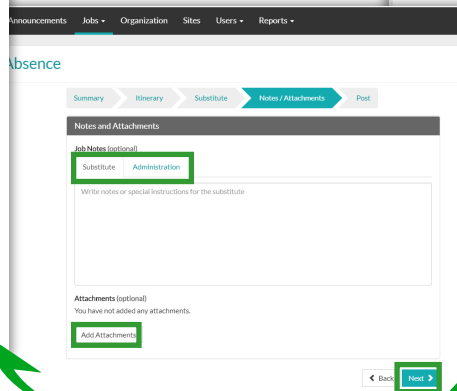 Announcements Jobs Organization Sites Users Reports
Absence
Summary Itinerary Substitute Notes / Attachments Post
Notes and Attachments
Job Notes (optional)
Substitute Administration
Write notes or special instructions for the substitute
Attachments (optional)
You have not added any attachments.
Add Attachments
Back Next